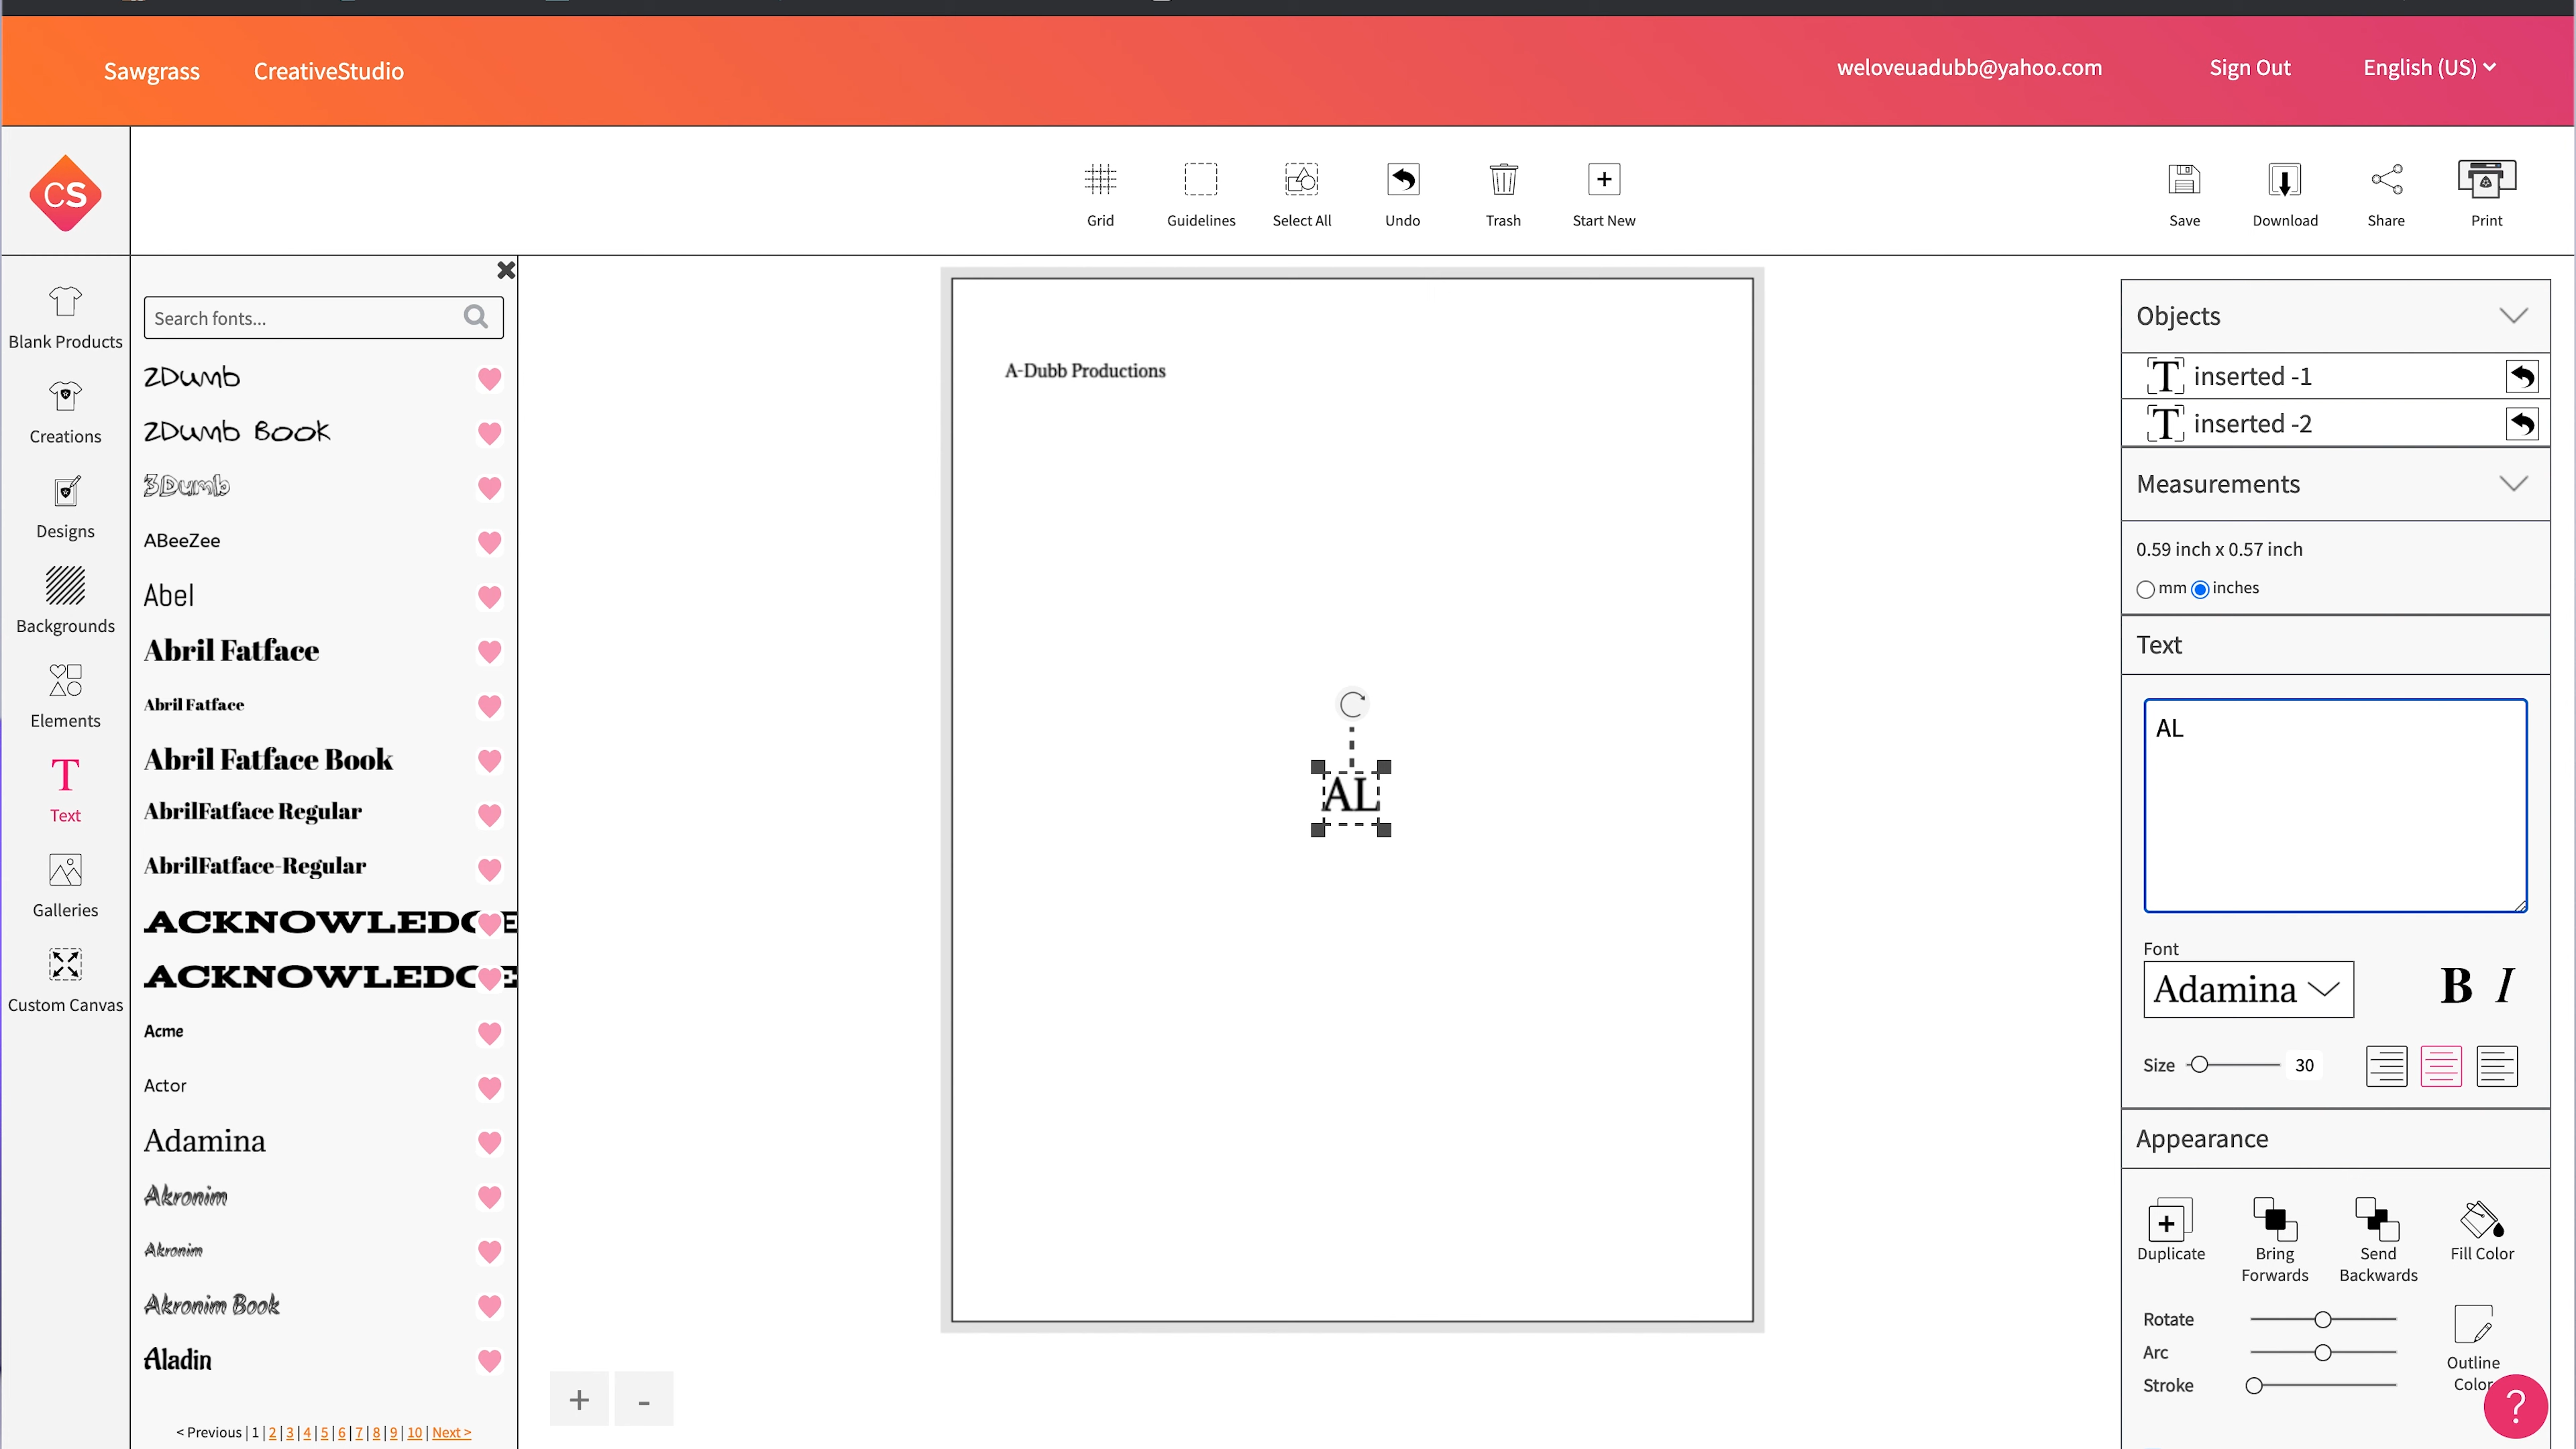 Sawgrass
CreativeStudio
weloveuadubb@yahoo.com
Sign Out
English (US)
CS
Grid
Guidelines
Select All
Undo
Trash
Start New
Save
Download
Share
Print
Blank Products
Creations
Designs
Backgrounds
Elements
T
Text
Galleries
Custom Canvas
Search fonts...
2Dumb
2Dumb Book
3Dumb
ABeeZee
Abel
Abril Fatface
Abril Fatface
Abril Fatface Book
AbrilFatface Regular
AbrilFatface-Regular
ACKNOWLEDGE
ACKNOWLEDGE
Acme
Actor
Adamina
Akronim
Akronim
Akronim Book
Aladin
< Previous | 1 | 2 | 3 | 4 | 5 | 6 | 7 | 8 | 9 | 10 | Next >
A-Dubb Productions
AL
+ -
Objects
T inserted -1
T inserted -2
Measurements
0.59 inch x 0.57 inch
mm inches
Text
AL
Font
Adamina
B I
Size 30
Appearance
Duplicate
Bring
Forwards
Send
Backwards
Fill Color
Rotate
Arc
Stroke
Outline
Color
?